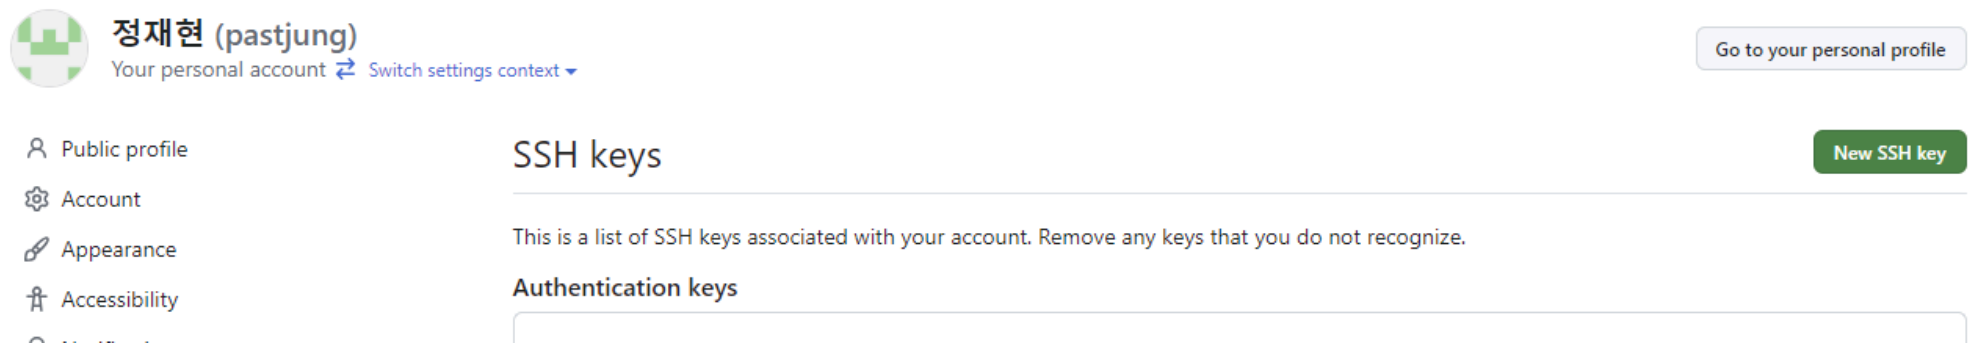 정재현 (pastjung)
Your personal account Switch settings context
Go to your personal profile
Public profile
Account
Appearance
Accessibility
SSH keys
New SSH key
This is a list of SSH keys associated with your account. Remove any keys that you do not recognize.
Authentication keys